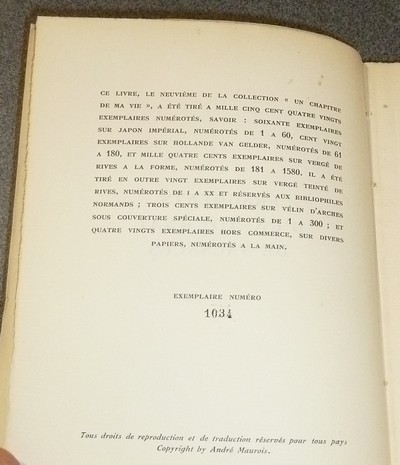 CE LIVRE, LE NEUVIÈME DE LA COLLECTION « UN CHAPITRE
DE MA VIE », A ÉTÉ TIRÉ A MILLE CINQ CENT QUATRE VINGTS
EXEMPLAIRES NUMÉROTÉS, SAVOIR : SOIXANTE EXEMPLAIRES
SUR JAPON IMPÉRIAL, NUMÉROTÉS DE 1 A 60, CENT VINGT
EXEMPLAIRES SUR HOLLANDE VAN GELDER, NUMÉROTÉS DE 61
A 180, ET MILLE QUATRE CENTS EXEMPLAIRES SUR VERGÉ DE
RIVES A LA FORME, NUMÉROTÉS DE 181 A 1580. IL A ÉTÉ
TIRÉ EN OUTRE VINGT EXEMPLAIRES SUR VERGÉ TEINTÉ DE
RIVES, NUMÉROTÉS DE I A XX ET RÉSERVÉS AUX BIBLIOPHILES
NORMANDS ; TROIS CENTS EXEMPLAIRES SUR VÉLIN D'ARCHES
SOUS COUVERTURE SPÉCIALE, NUMÉROTÉS DE 1 A 300 ; ET
QUATRE VINGTS EXEMPLAIRES HORS COMMERCE, SUR DIVERS
PAPIERS, NUMÉROTÉS A LA MAIN.
EXEMPLAIRE NUMÉRO
1034
Tous droits de reproduction et de traduction réservés pour tous pays
Copyright by André Maurois.